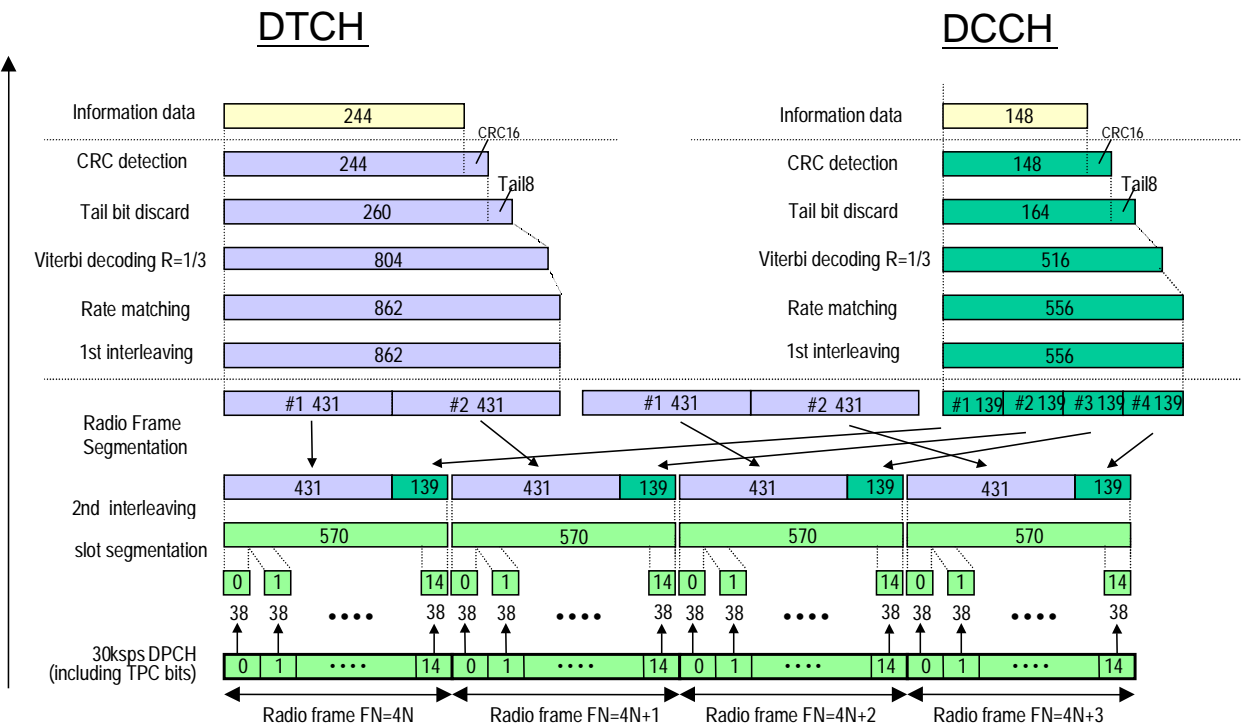 DTCH DCCH
Information data 244 Information data 148
CRC16 CRC16
CRC detection 244 CRC detection 148
Tail8 Tail8
Tail bit discard 260 Tail bit discard 164
Viterbi decoding R=1/3 804 Viterbi decoding R=1/3 516
Rate matching 862 Rate matching 556
1st interleaving 862 1st interleaving 556
#1 431 #2 431 #1 431 #2 431 #1 139 #2 139 #3 139 #4 139
Radio Frame
Segmentation
431 139 431 139 431 139 431 139
2nd interleaving
570 570 570 570
slot segmentation
0 1 14 0 1 14 0 1 14 0 1 14
38 38 •••• 38 38 38 •••• 38 38 38 •••• 38 38 38 •••• 38
30ksps DPCH
(including TPC bits)
0 1 •••• 14 0 1 •••• 14 0 1 •••• 14 0 1 •••• 14
Radio frame FN=4N Radio frame FN=4N+1 Radio frame FN=4N+2 Radio frame FN=4N+3